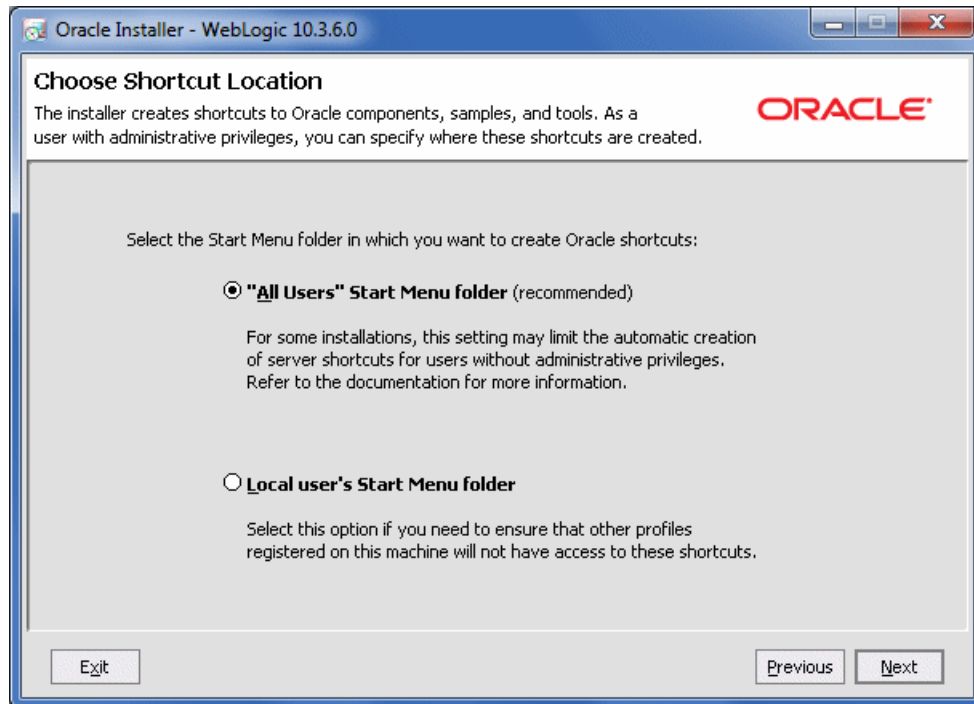 Oracle Installer - WebLogic 10.3.6.0
Choose Shortcut Location
The installer creates shortcuts to Oracle components, samples, and tools. As a
user with administrative privileges, you can specify where these shortcuts are created.
ORACLE
Select the Start Menu folder in which you want to create Oracle shortcuts:
"All Users" Start Menu folder (recommended)
For some installations, this setting may limit the automatic creation
of server shortcuts for users without administrative privileges.
Refer to the documentation for more information.
Local user's Start Menu folder
Select this option if you need to ensure that other profiles
registered on this machine will not have access to these shortcuts.
Exit
Previous
Next